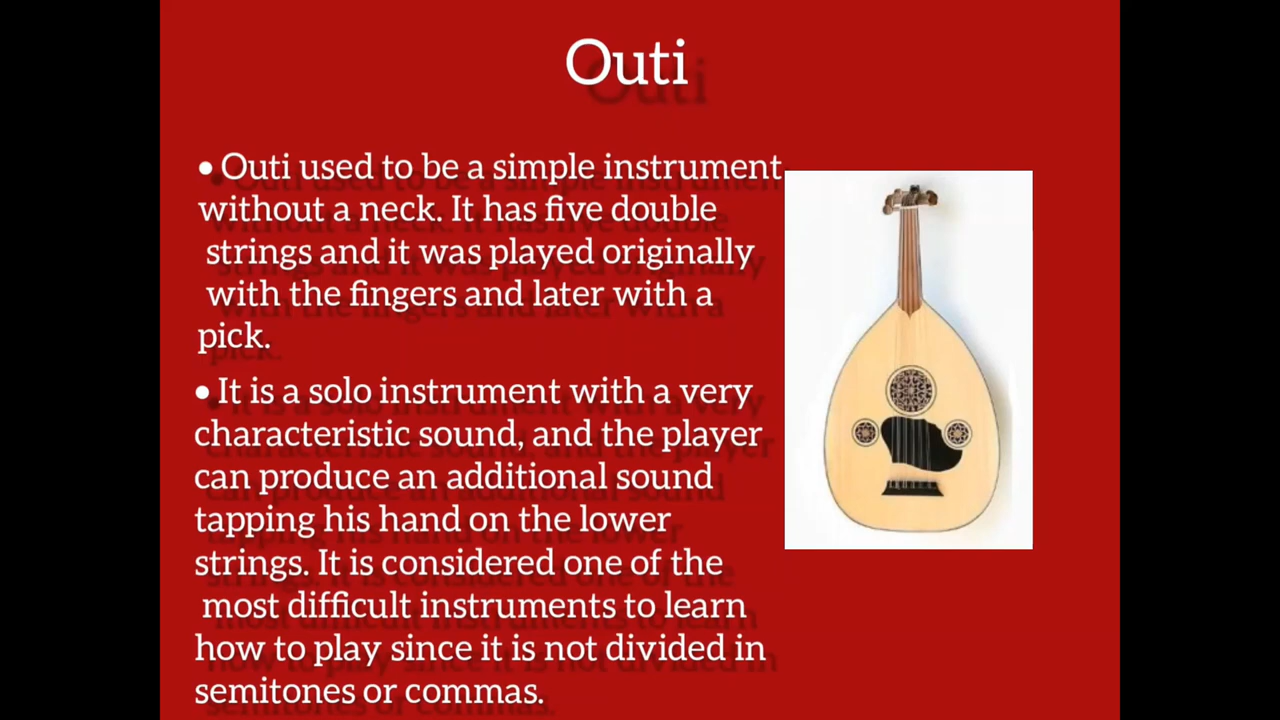 Outi
• Outi used to be a simple instrument
without a neck. It has five double
strings and it was played originally
with the fingers and later with a
pick.
• It is a solo instrument with a very
characteristic sound, and the player
can produce an additional sound
tapping his hand on the lower
strings. It is considered one of the
most difficult instruments to learn
how to play since it is not divided in
semitones or commas.